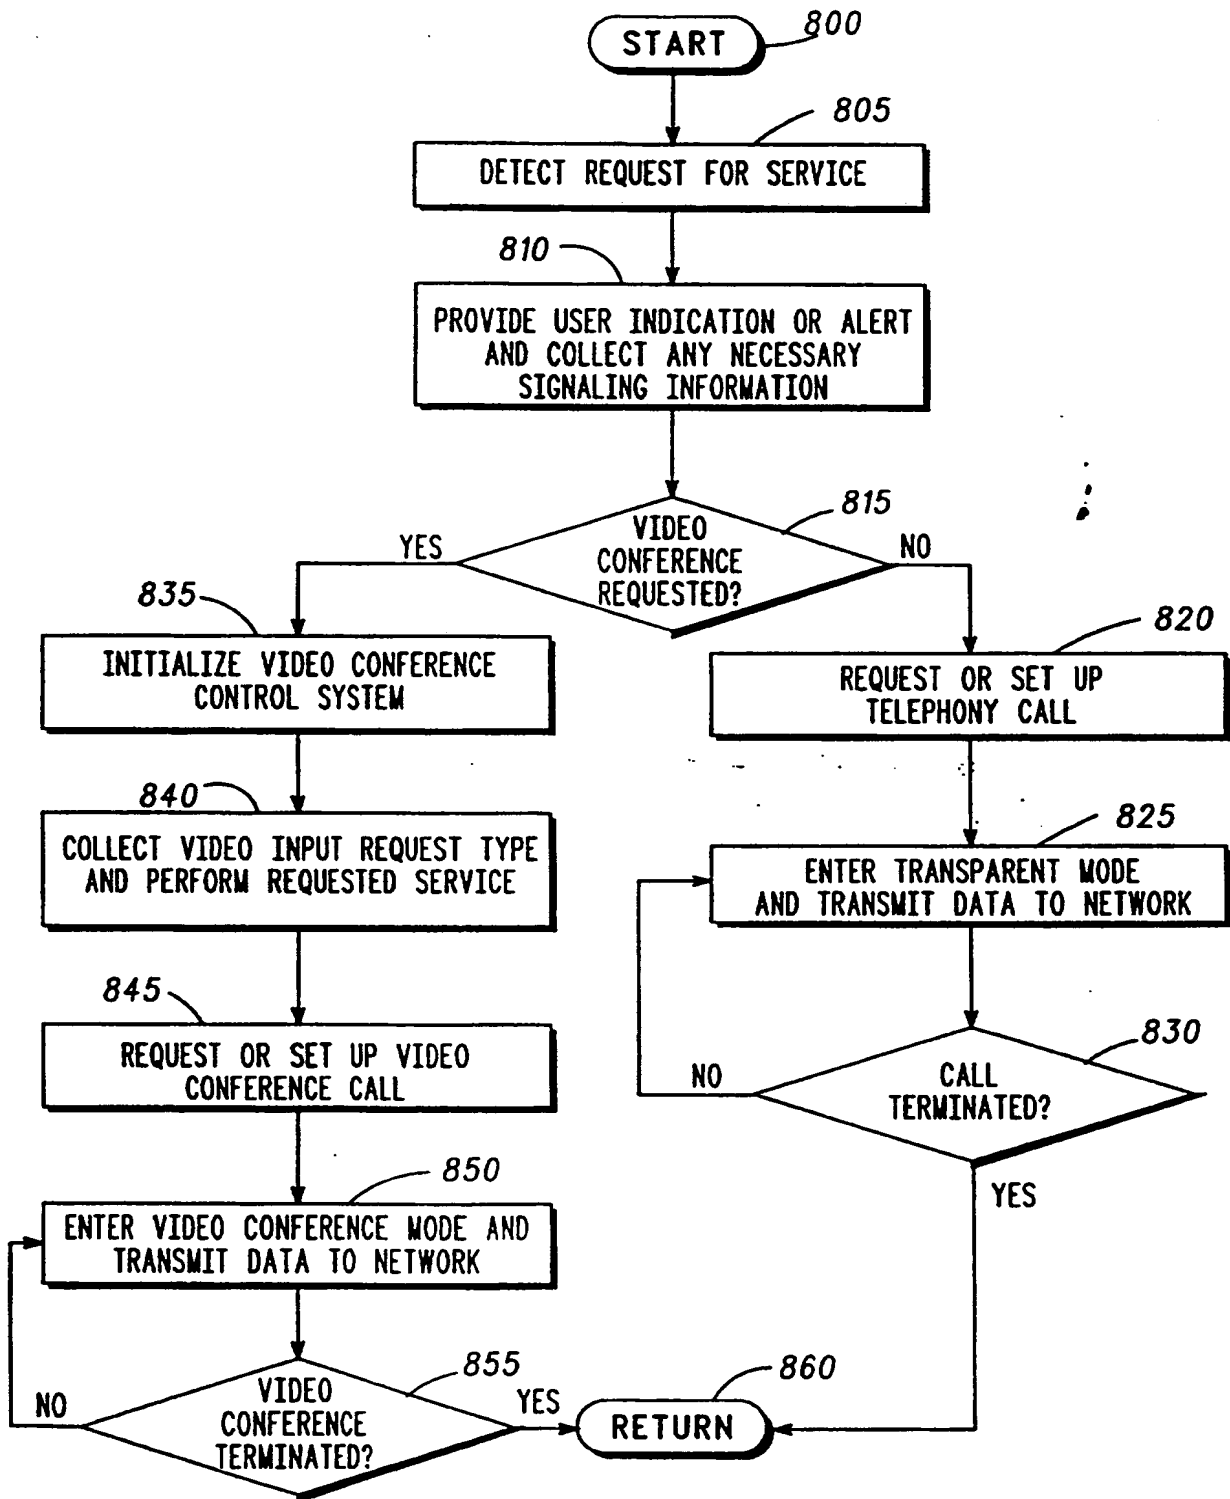 START
800
805
DETECT REQUEST FOR SERVICE
810
PROVIDE USER INDICATION OR ALERT
AND COLLECT ANY NECESSARY
SIGNALING INFORMATION
815
VIDEO
CONFERENCE
REQUESTED?
YES
NO
835
INITIALIZE VIDEO CONFERENCE
CONTROL SYSTEM
820
REQUEST OR SET UP
TELEPHONY CALL
840
COLLECT VIDEO INPUT REQUEST TYPE
AND PERFORM REQUESTED SERVICE
825
ENTER TRANSPARENT MODE
AND TRANSMIT DATA TO NETWORK
845
REQUEST OR SET UP VIDEO
CONFERENCE CALL
830
CALL
TERMINATED?
NO
YES
850
ENTER VIDEO CONFERENCE MODE AND
TRANSMIT DATA TO NETWORK
855
VIDEO
CONFERENCE
TERMINATED?
NO
YES
860
RETURN